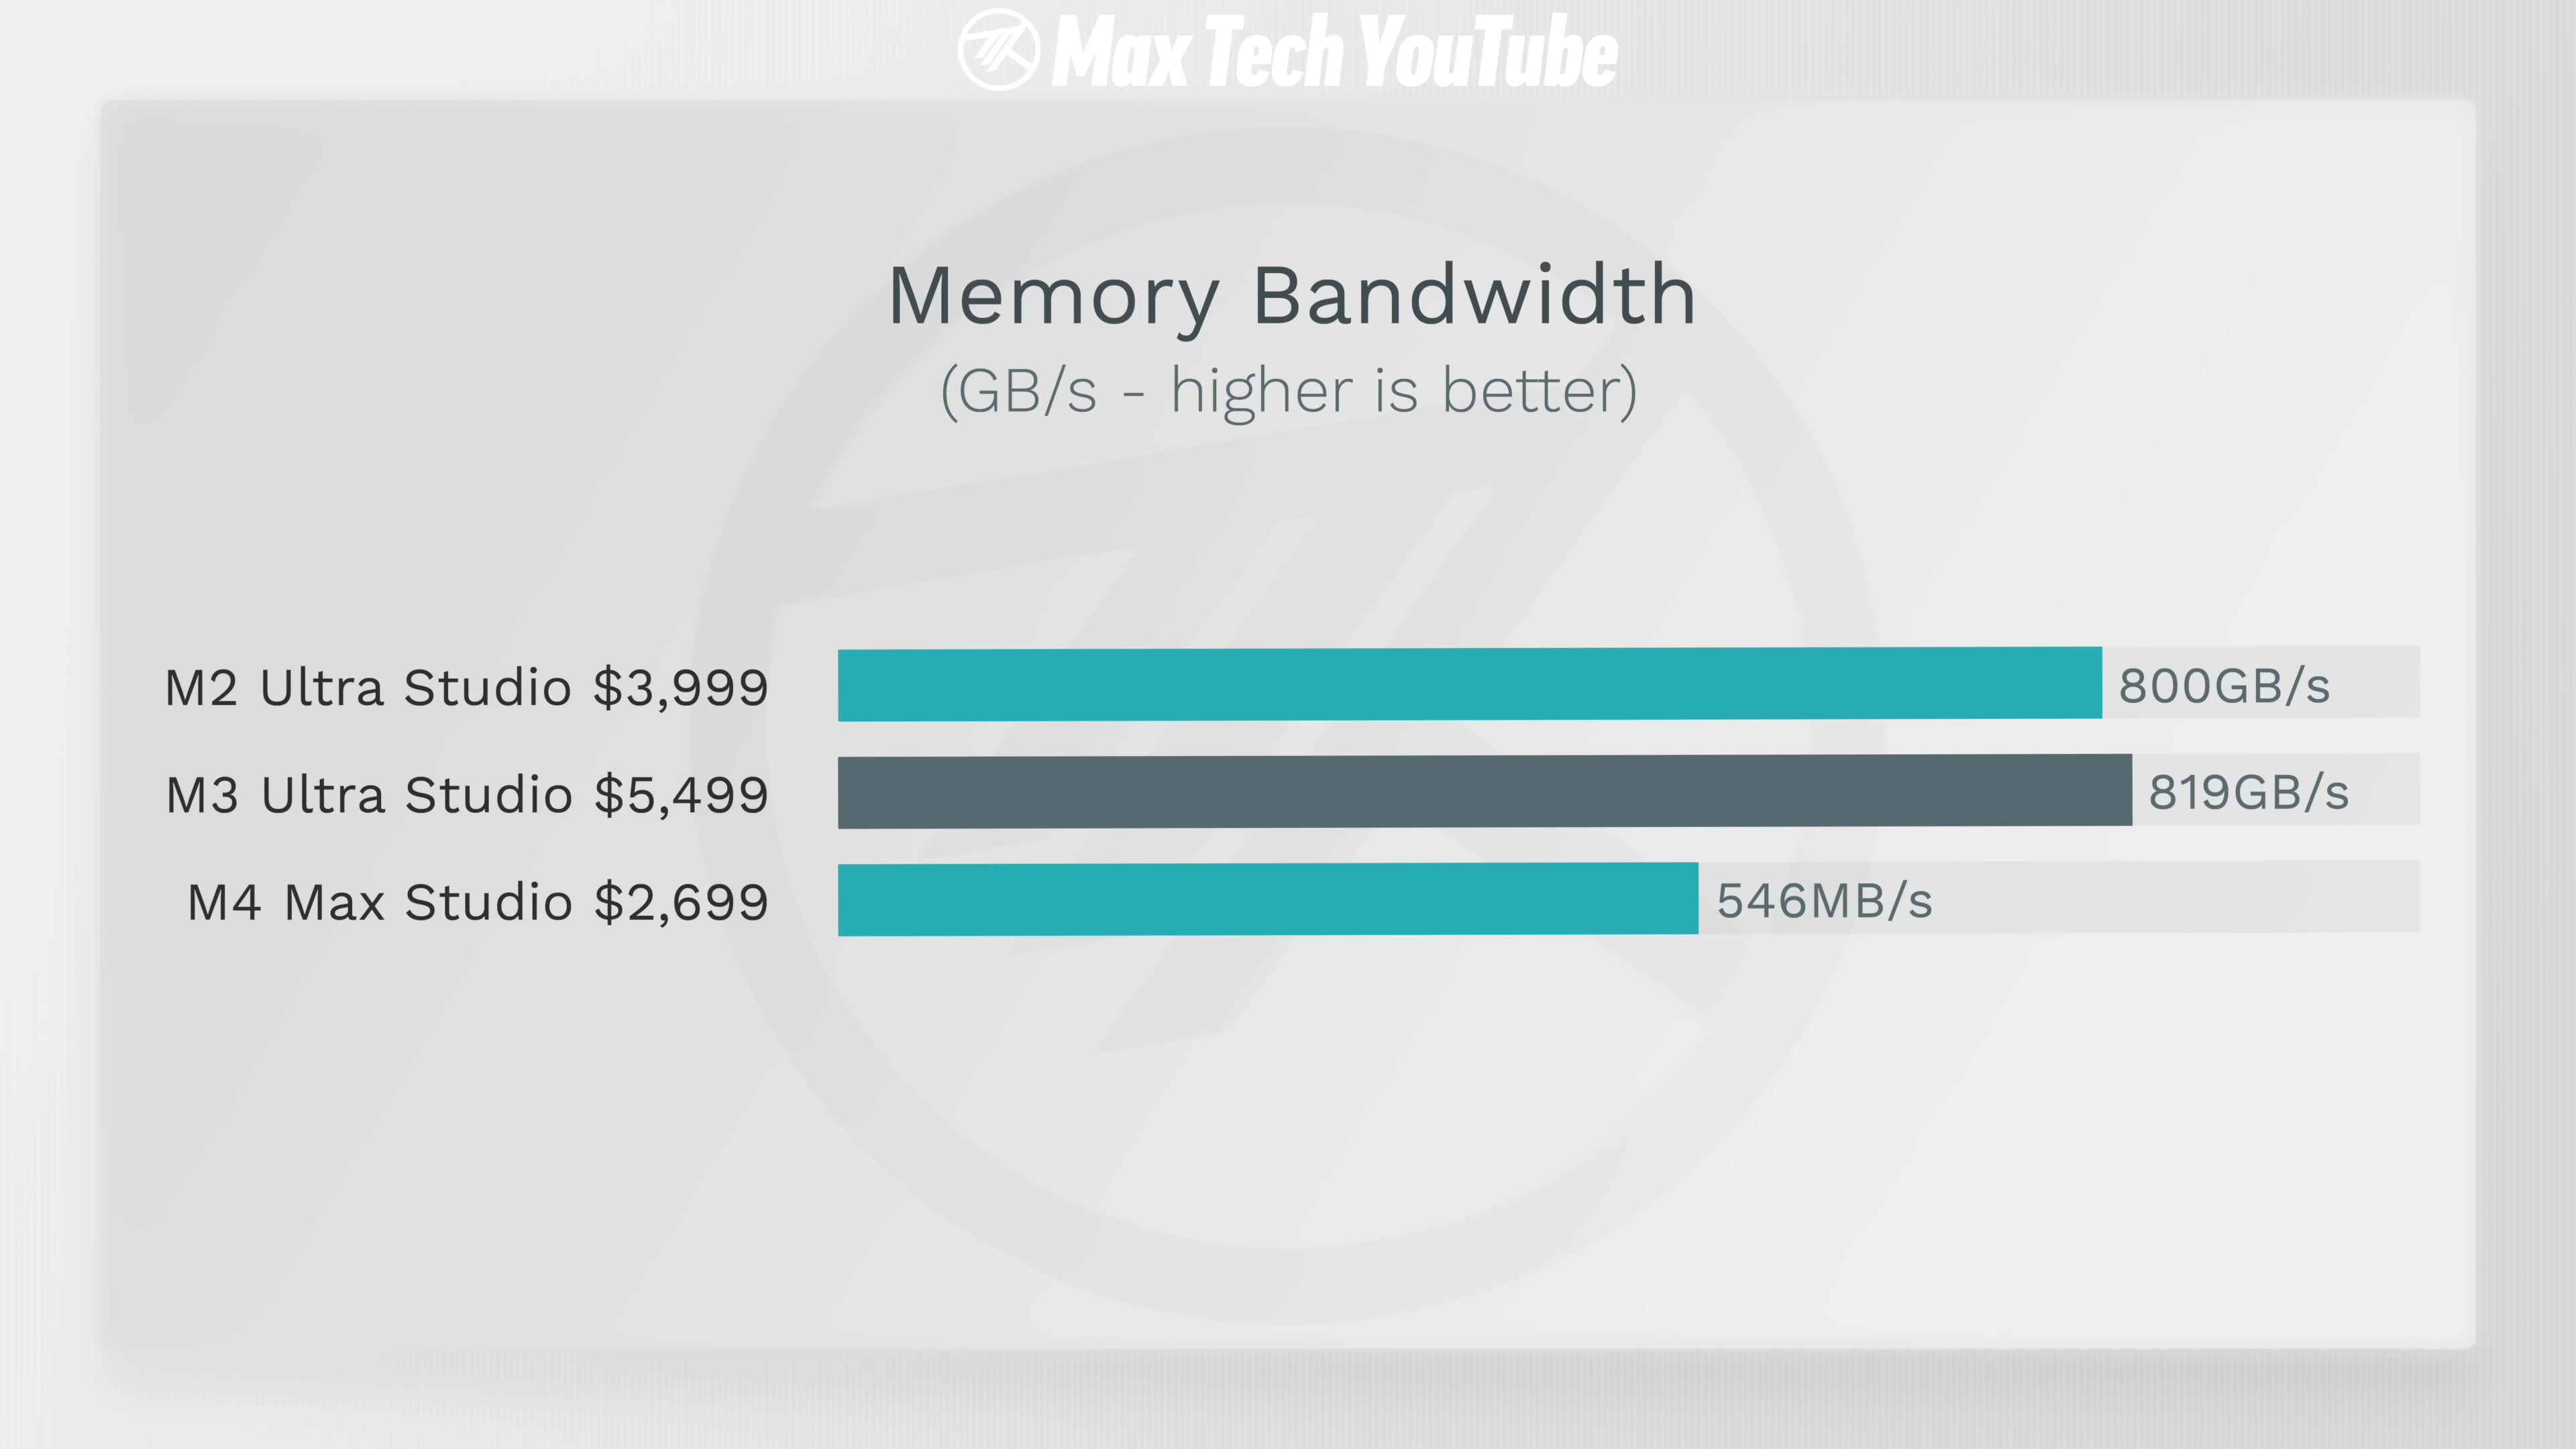 Max Tech YouTube
Memory Bandwidth
(GB/s - higher is better)
M2 Ultra Studio $3,999 800GB/s
M3 Ultra Studio $5,499 819GB/s
M4 Max Studio $2,699 546MB/s